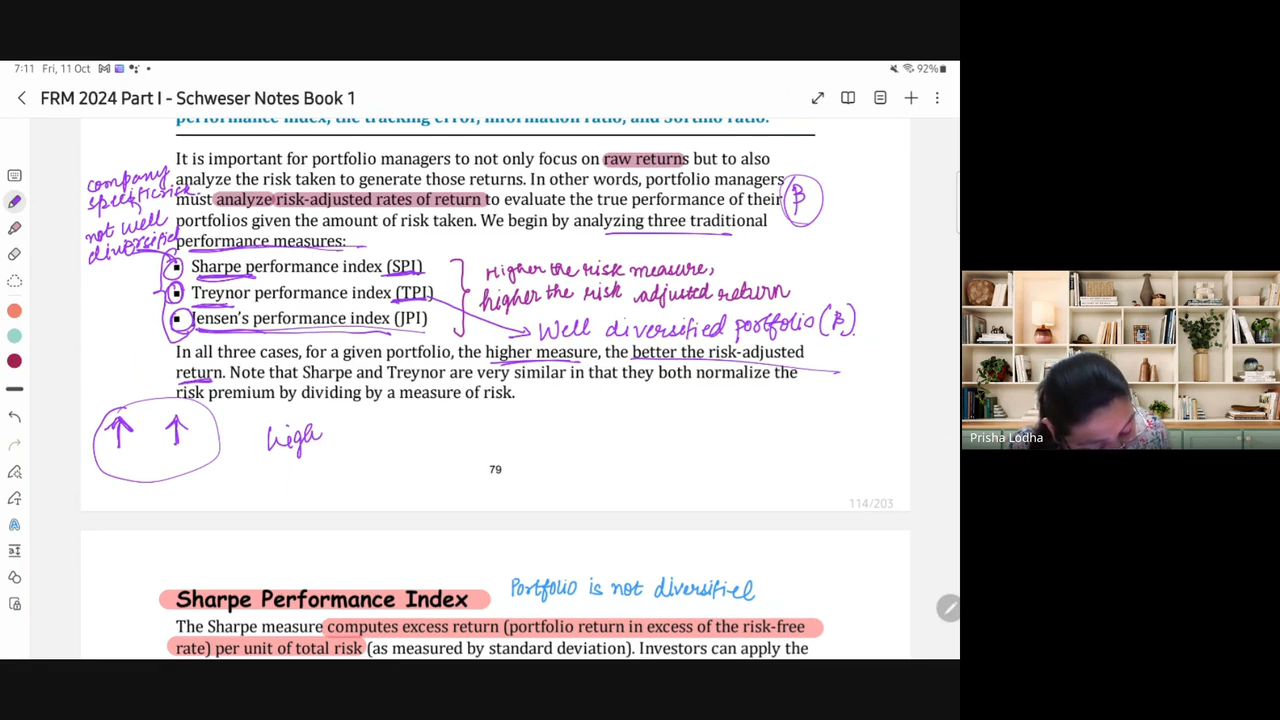 7:11 Fri, 11 Oct
92%
FRM 2024 Part I - Schweser Notes Book 1
performance index, the tracking error, information ratio, and Sortino ratio.
It is important for portfolio managers to not only focus on raw returns but to also
analyze the risk taken to generate those returns. In other words, portfolio managers
must analyze risk-adjusted rates of return to evaluate the true performance of their
portfolios given the amount of risk taken. We begin by analyzing three traditional
performance measures:
company
specific risk
not well
diversified
β
Sharpe performance index (SPI)
Treynor performance index (TPI)
Jensen's performance index (JPI)
Higher the risk measure,
higher the risk adjusted return
Well diversified portfolio (β).
In all three cases, for a given portfolio, the higher measure, the better the risk-adjusted
return. Note that Sharpe and Treynor are very similar in that they both normalize the
risk premium by dividing by a measure of risk.
↑ ↑ high
79
114/203
Sharpe Performance Index
Portfolio is not diversified
The Sharpe measure computes excess return (portfolio return in excess of the risk-free
rate) per unit of total risk (as measured by standard deviation). Investors can apply the
Prisha Lodha